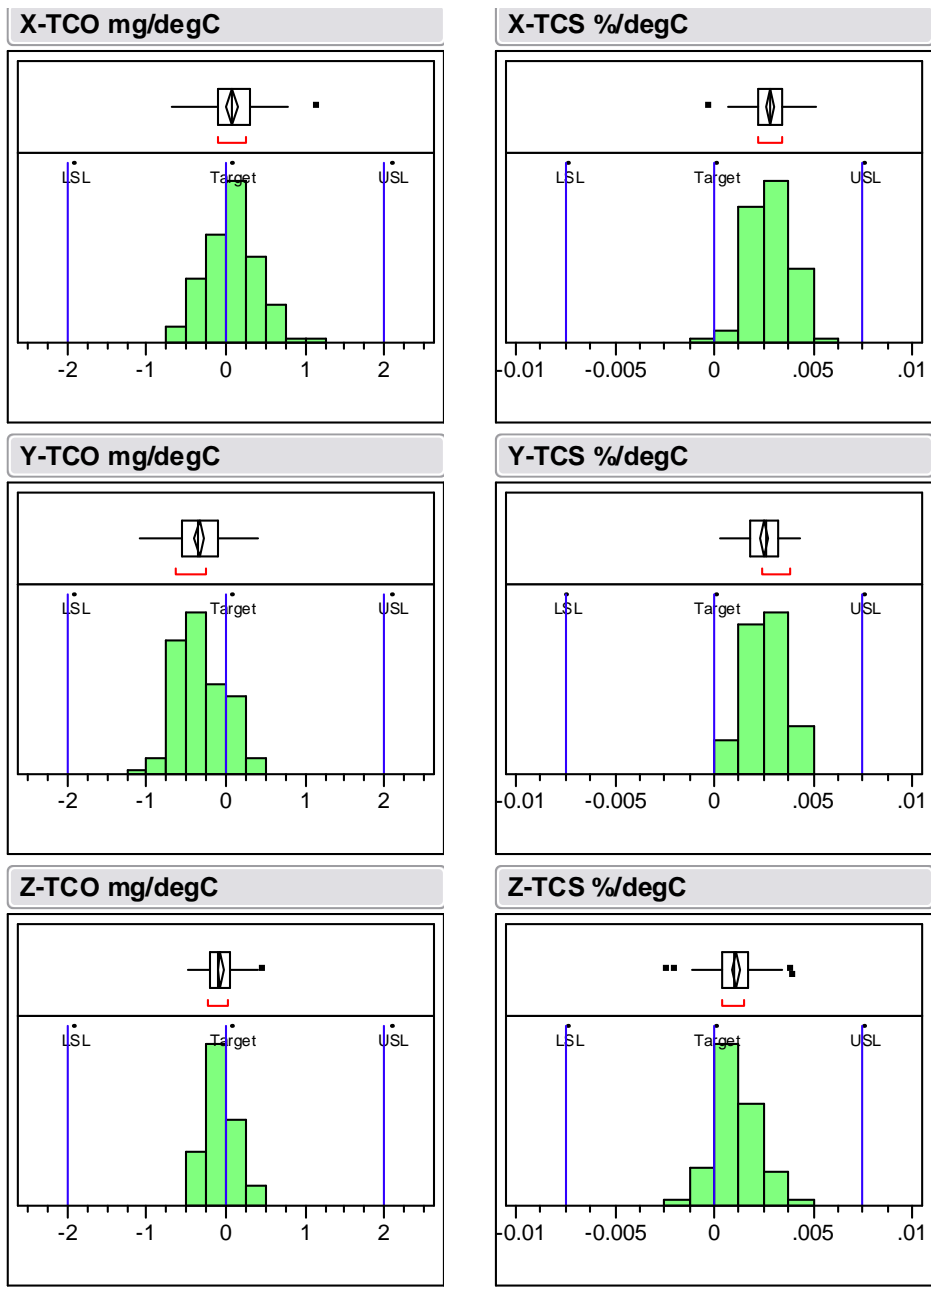 X-TCO mg/degC
LSL Target USL
-2 -1 0 1 2
X-TCS %/degC
LSL Target USL
-0.01 -0.005 0 .005 .01
Y-TCO mg/degC
LSL Target USL
-2 -1 0 1 2
Y-TCS %/degC
LSL Target USL
-0.01 -0.005 0 .005 .01
Z-TCO mg/degC
LSL Target USL
-2 -1 0 1 2
Z-TCS %/degC
LSL Target USL
-0.01 -0.005 0 .005 .01